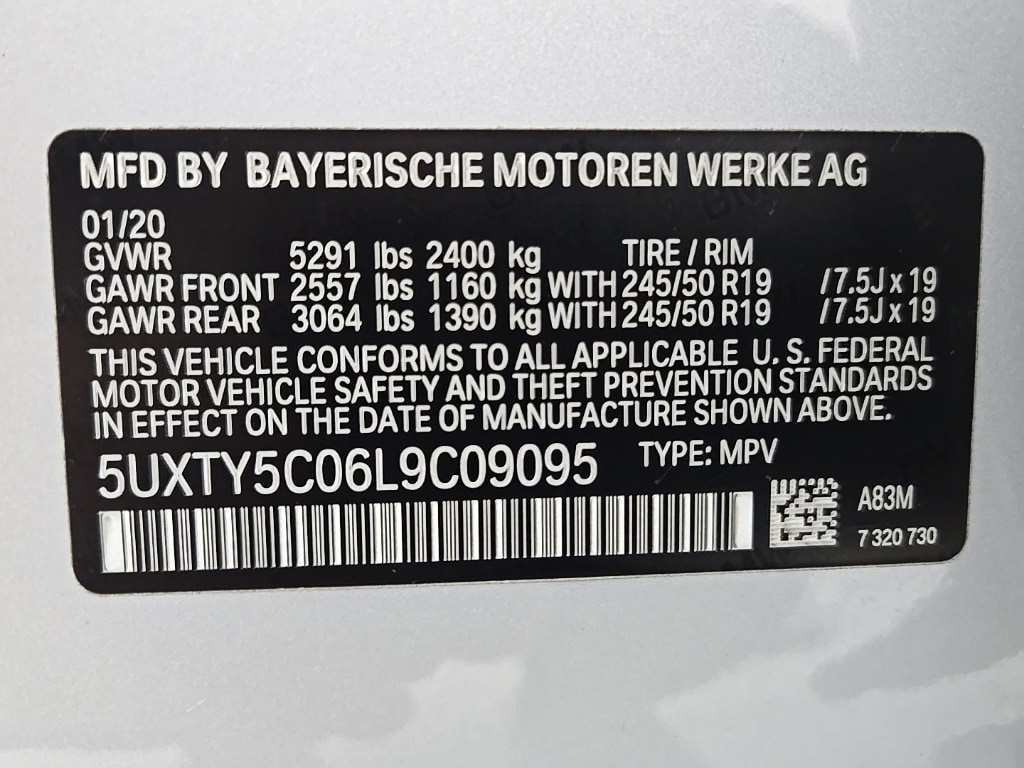 MFD BY BAYERISCHE MOTOREN WERKE AG
01/20
GVWR 5291 lbs 2400 kg TIRE / RIM
GAWR FRONT 2557 lbs 1160 kg WITH 245/50 R19 /7.5J x 19
GAWR REAR 3064 lbs 1390 kg WITH 245/50 R19 /7.5J x 19
THIS VEHICLE CONFORMS TO ALL APPLICABLE U. S. FEDERAL
MOTOR VEHICLE SAFETY AND THEFT PREVENTION STANDARDS
IN EFFECT ON THE DATE OF MANUFACTURE SHOWN ABOVE.
5UXTY5C06L9C09095 TYPE: MPV
A83M
7 320 730